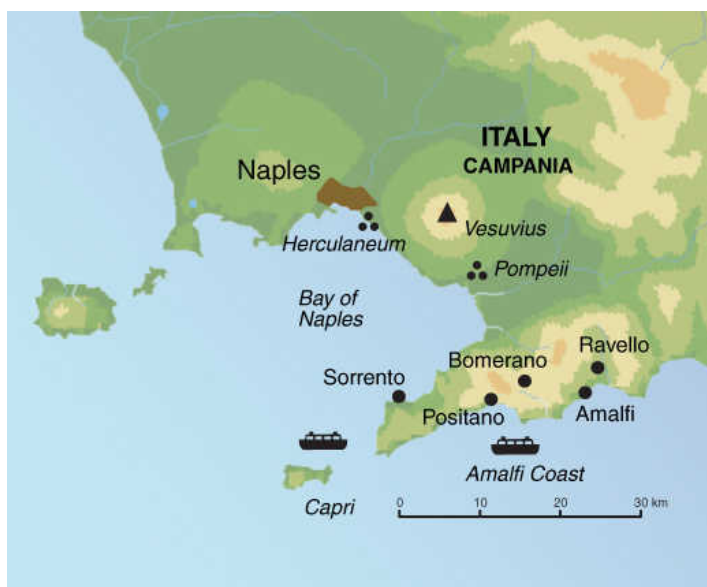 ITALY
CAMPANIA
Naples
Vesuvius
Herculaneum
Pompeii
Bay of
Naples
Ravello
Bomerano
Sorrento
Positano
Amalfi
Amalfi Coast
Capri
0 10 20 30 km